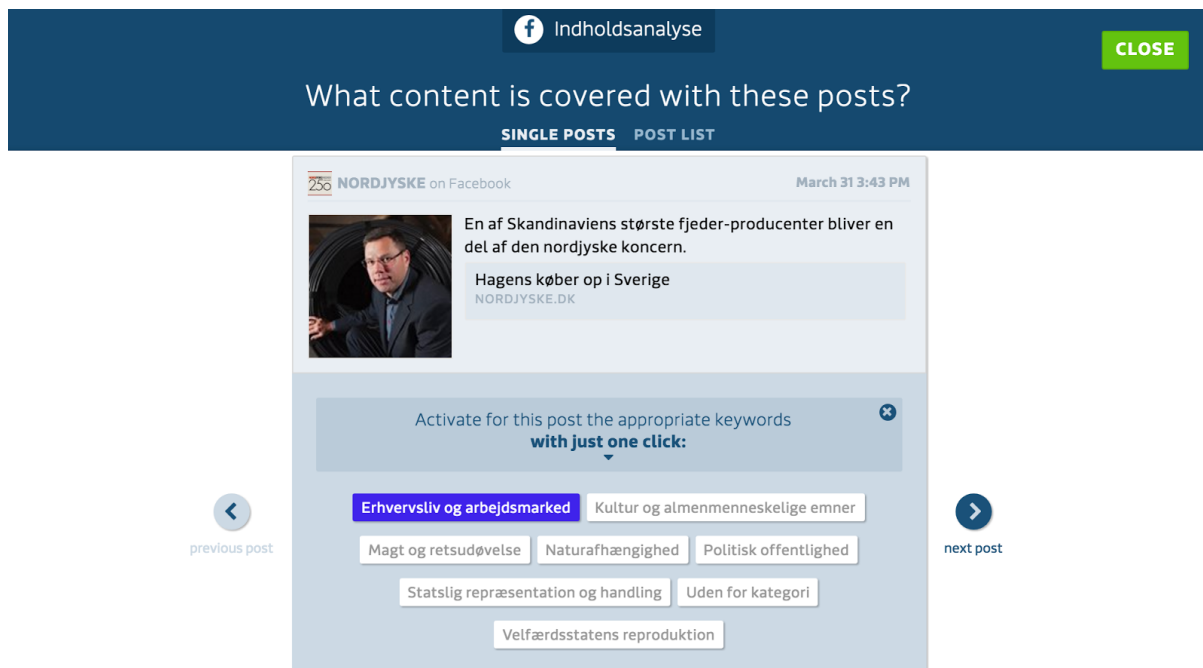 Indholdsanalyse
CLOSE
What content is covered with these posts?
SINGLE POSTS POST LIST
250 NORDJYSKE on Facebook March 31 3:43 PM
En af Skandinaviens største fjeder-producenter bliver en
del af den nordjyske koncern.
Hagens køber op i Sverige
NORDJYSKE.DK
Activate for this post the appropriate keywords
with just one click:
Erhvervsliv og arbejdsmarked Kultur og almenmenneskelige emner
Magt og retsudøvelse Naturafhængighed Politisk offentlighed
previous post next post
Statslig repræsentation og handling Uden for kategori
Velfærdsstatens reproduktion